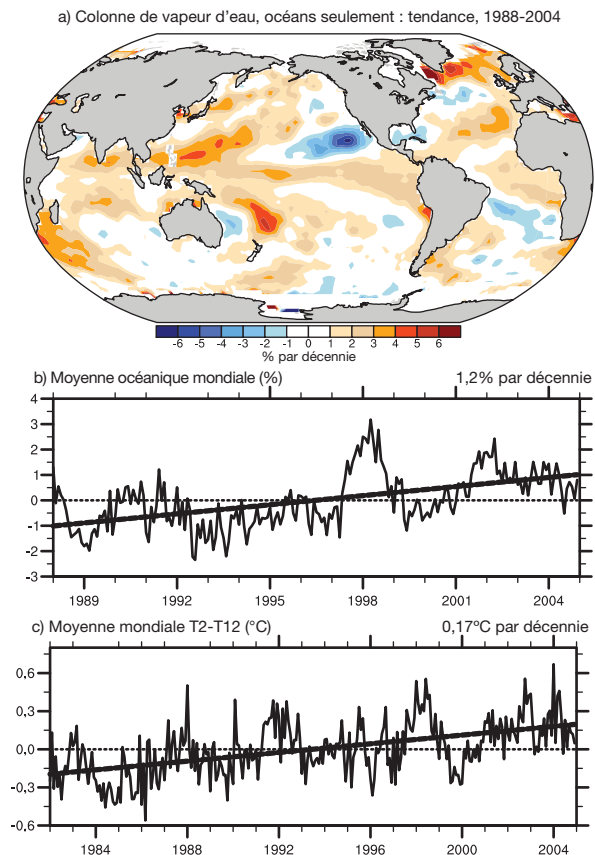 a) Colonne de vapeur d'eau, océans seulement : tendance, 1988-2004
-6 -5 -4 -3 -2 -1 0 1 2 3 4 5 6
% par décennie
b) Moyenne océanique mondiale (%) 1,2% par décennie
4
3
2
1
0
-1
-2
-3
1989 1992 1995 1998 2001 2004
c) Moyenne mondiale T2-T12 (°C) 0,17°C par décennie
0.6
0.3
0.0
-0.3
-0.6
1984 1988 1992 1996 2000 2004